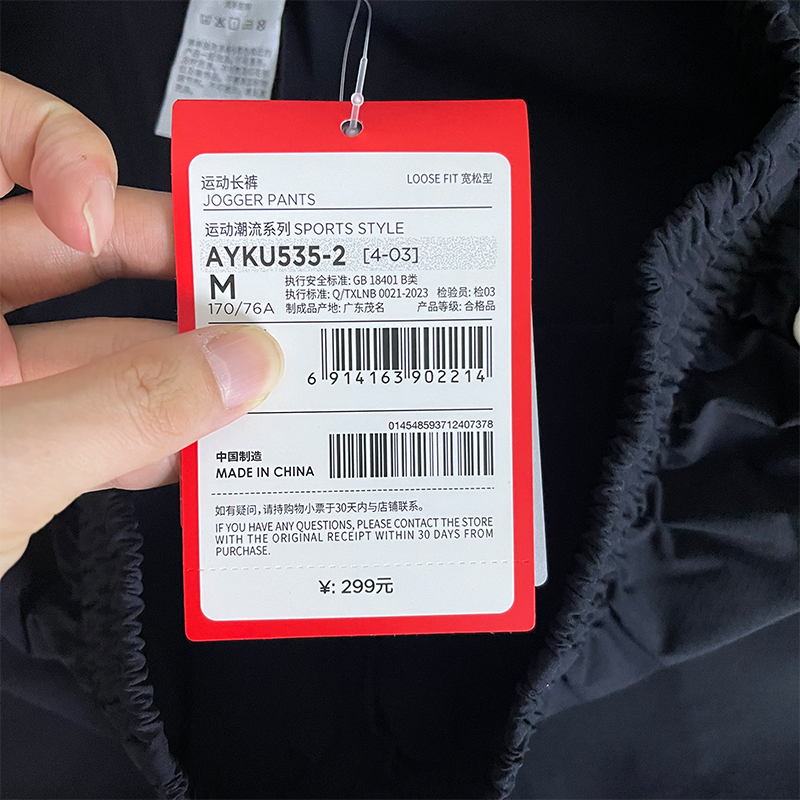 运动长裤
LOOSE FIT 宽松型
JOGGER PANTS
运动潮流系列 SPORTS STYLE
AYKU535-2 [4-03]
M
170/76A
执行安全标准: GB 18401 B类
执行标准: Q/TXLNB 0021-2023 检验员: 检03
制成品产地: 广东茂名 产品等级: 合格品
6 914163 902214
014548593712407378
中国制造
MADE IN CHINA
如有疑问，请持购物小票于30天内与店铺联系。
IF YOU HAVE ANY QUESTIONS, PLEASE CONTACT THE STORE
WITH THE ORIGINAL RECEIPT WITHIN 30 DAYS FROM
PURCHASE.
¥: 299元